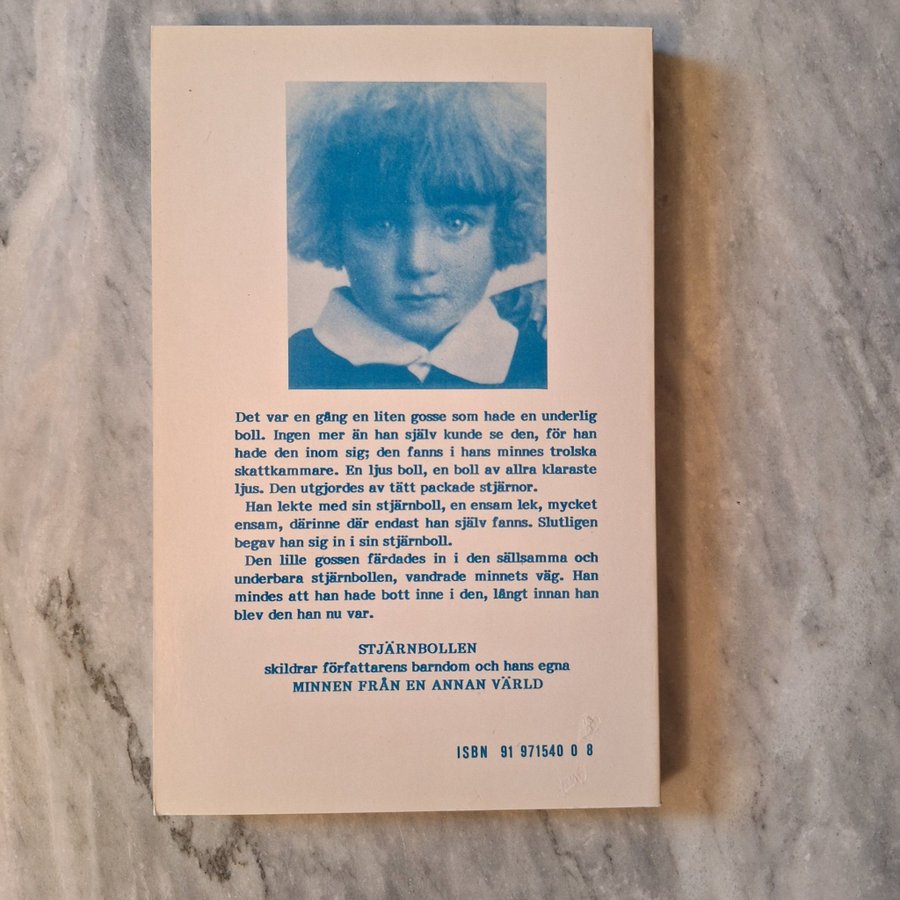 Det var en gång en liten gosse som hade en underlig
boll. Ingen mer än han själv kunde se den, för han
hade den inom sig; den fanns i hans minnes trolska
skattkammare. En ljus boll, en boll av allra klaraste
ljus. Den utgjordes av tätt packade stjärnor.
Han lekte med sin stjärnboll, en ensam lek, mycket
ensam, därinne där endast han själv fanns. Slutligen
begav han sig in i sin stjärnboll.
Den lille gossen färdades in i den sällsamma och
underbara stjärnbollen, vandrade minnets väg. Han
mindes att han hade bott inne i den, långt innan han
blev den han nu var.
STJÄRNBOLLEN
skildrar författarens barndom och hans egna
MINNEN FRÅN EN ANNAN VÄRLD
ISBN 91 971540 0 8